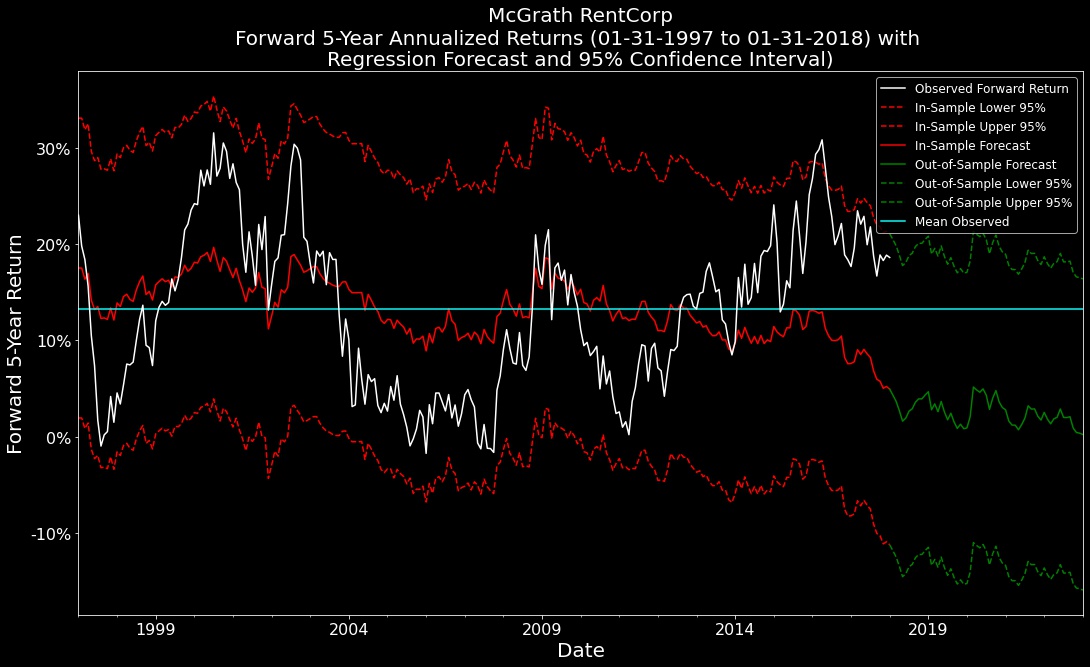 McGrath RentCorp
Forward 5-Year Annualized Returns (01-31-1997 to 01-31-2018) with
Regression Forecast and 95% Confidence Interval)
Observed Forward Return
In-Sample Lower 95%
In-Sample Upper 95%
In-Sample Forecast
Out-of-Sample Forecast
Out-of-Sample Lower 95%
Out-of-Sample Upper 95%
Mean Observed
Forward 5-Year Return
30%
20%
10%
0%
-10%
1999
2004
2009
2014
2019
Date